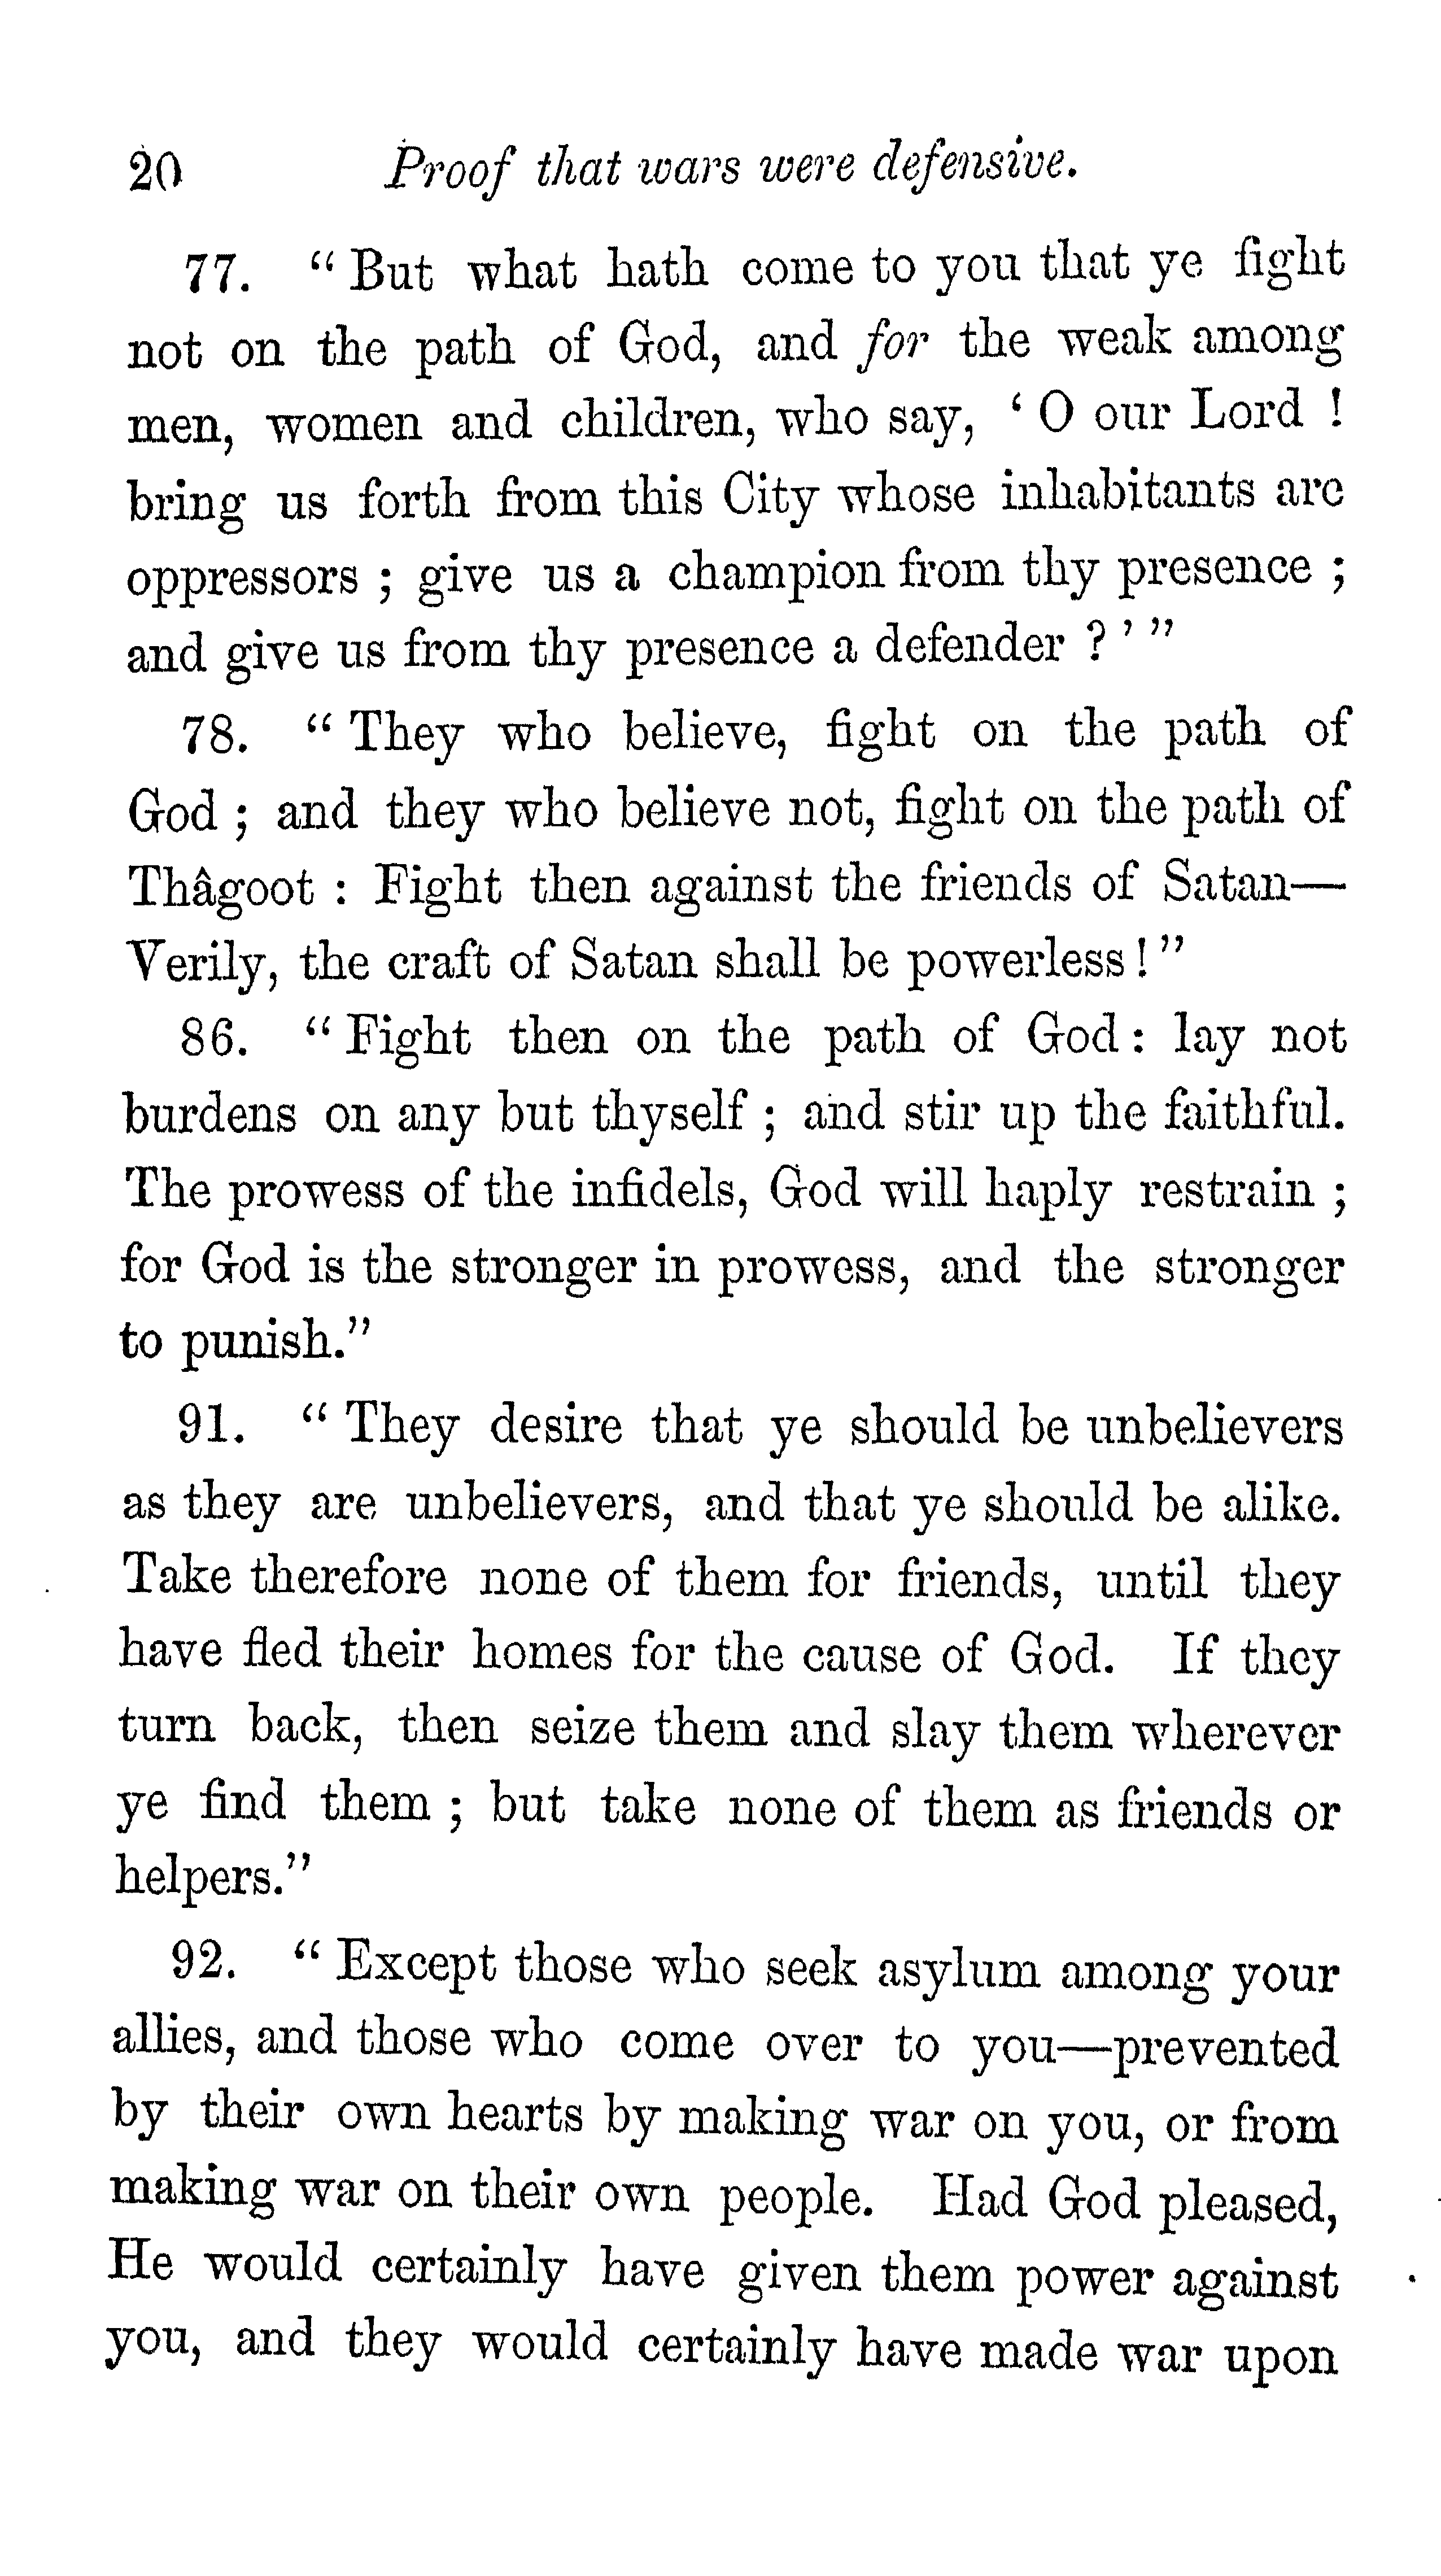 20 Proof that wars were defensive.
77. “ But what hath come to you that ye fight
not on the path of God, and for the weak among
men, women and children, who say, ‘ O our Lord !
bring us forth from this City whose inhabitants are
oppressors ; give us a champion from thy presence ;
and give us from thy presence a defender ? ’ ”
78. “ They who believe, fight on the path of
God ; and they who believe not, fight on the path of
Thâgoot : Fight then against the friends of Satan—
Verily, the craft of Satan shall be powerless ! ”
86. “ Fight then on the path of God : lay not
burdens on any but thyself ; and stir up the faithful.
The prowess of the infidels, God will haply restrain ;
for God is the stronger in prowess, and the stronger
to punish.”
91. “ They desire that ye should be unbelievers
as they are unbelievers, and that ye should be alike.
Take therefore none of them for friends, until they
have fled their homes for the cause of God. If they
turn back, then seize them and slay them wherever
ye find them ; but take none of them as friends or
helpers.”
92. “ Except those who seek asylum among your
allies, and those who come over to you—prevented
by their own hearts by making war on you, or from
making war on their own people. Had God pleased,
He would certainly have given them power against
you, and they would certainly have made war upon